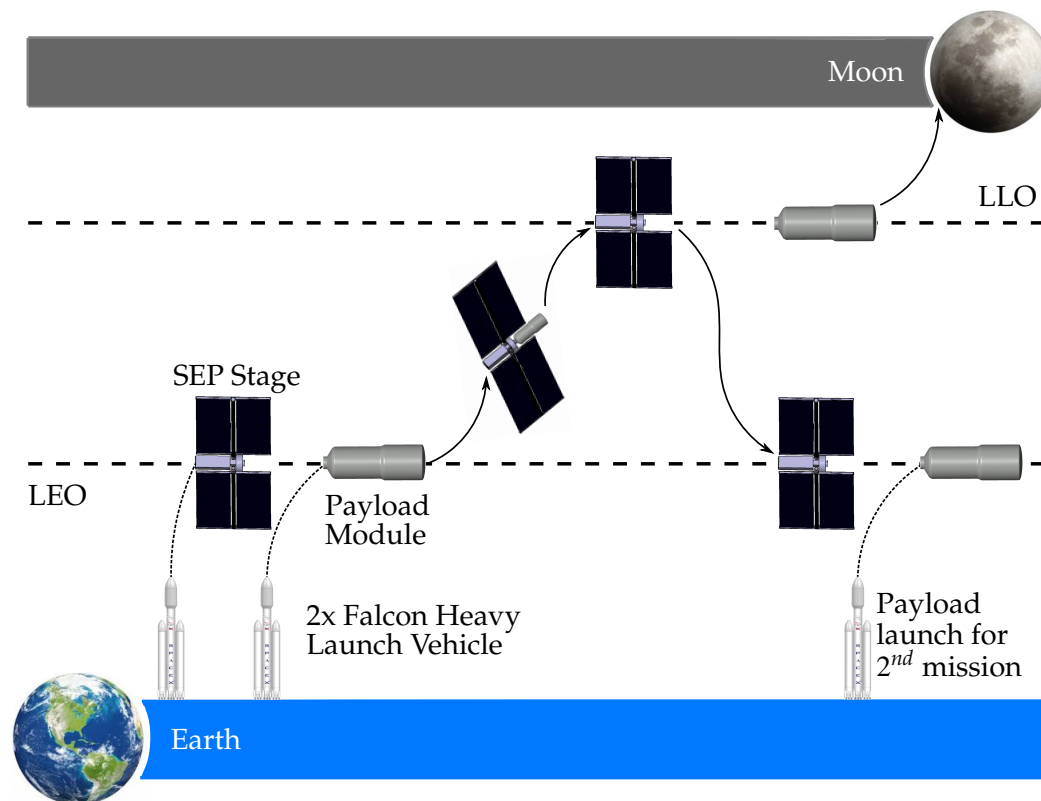 Moon
LLO
SEP Stage
LEO
Payload
Module
2x Falcon Heavy
Launch Vehicle
Payload
launch for
2nd mission
Earth